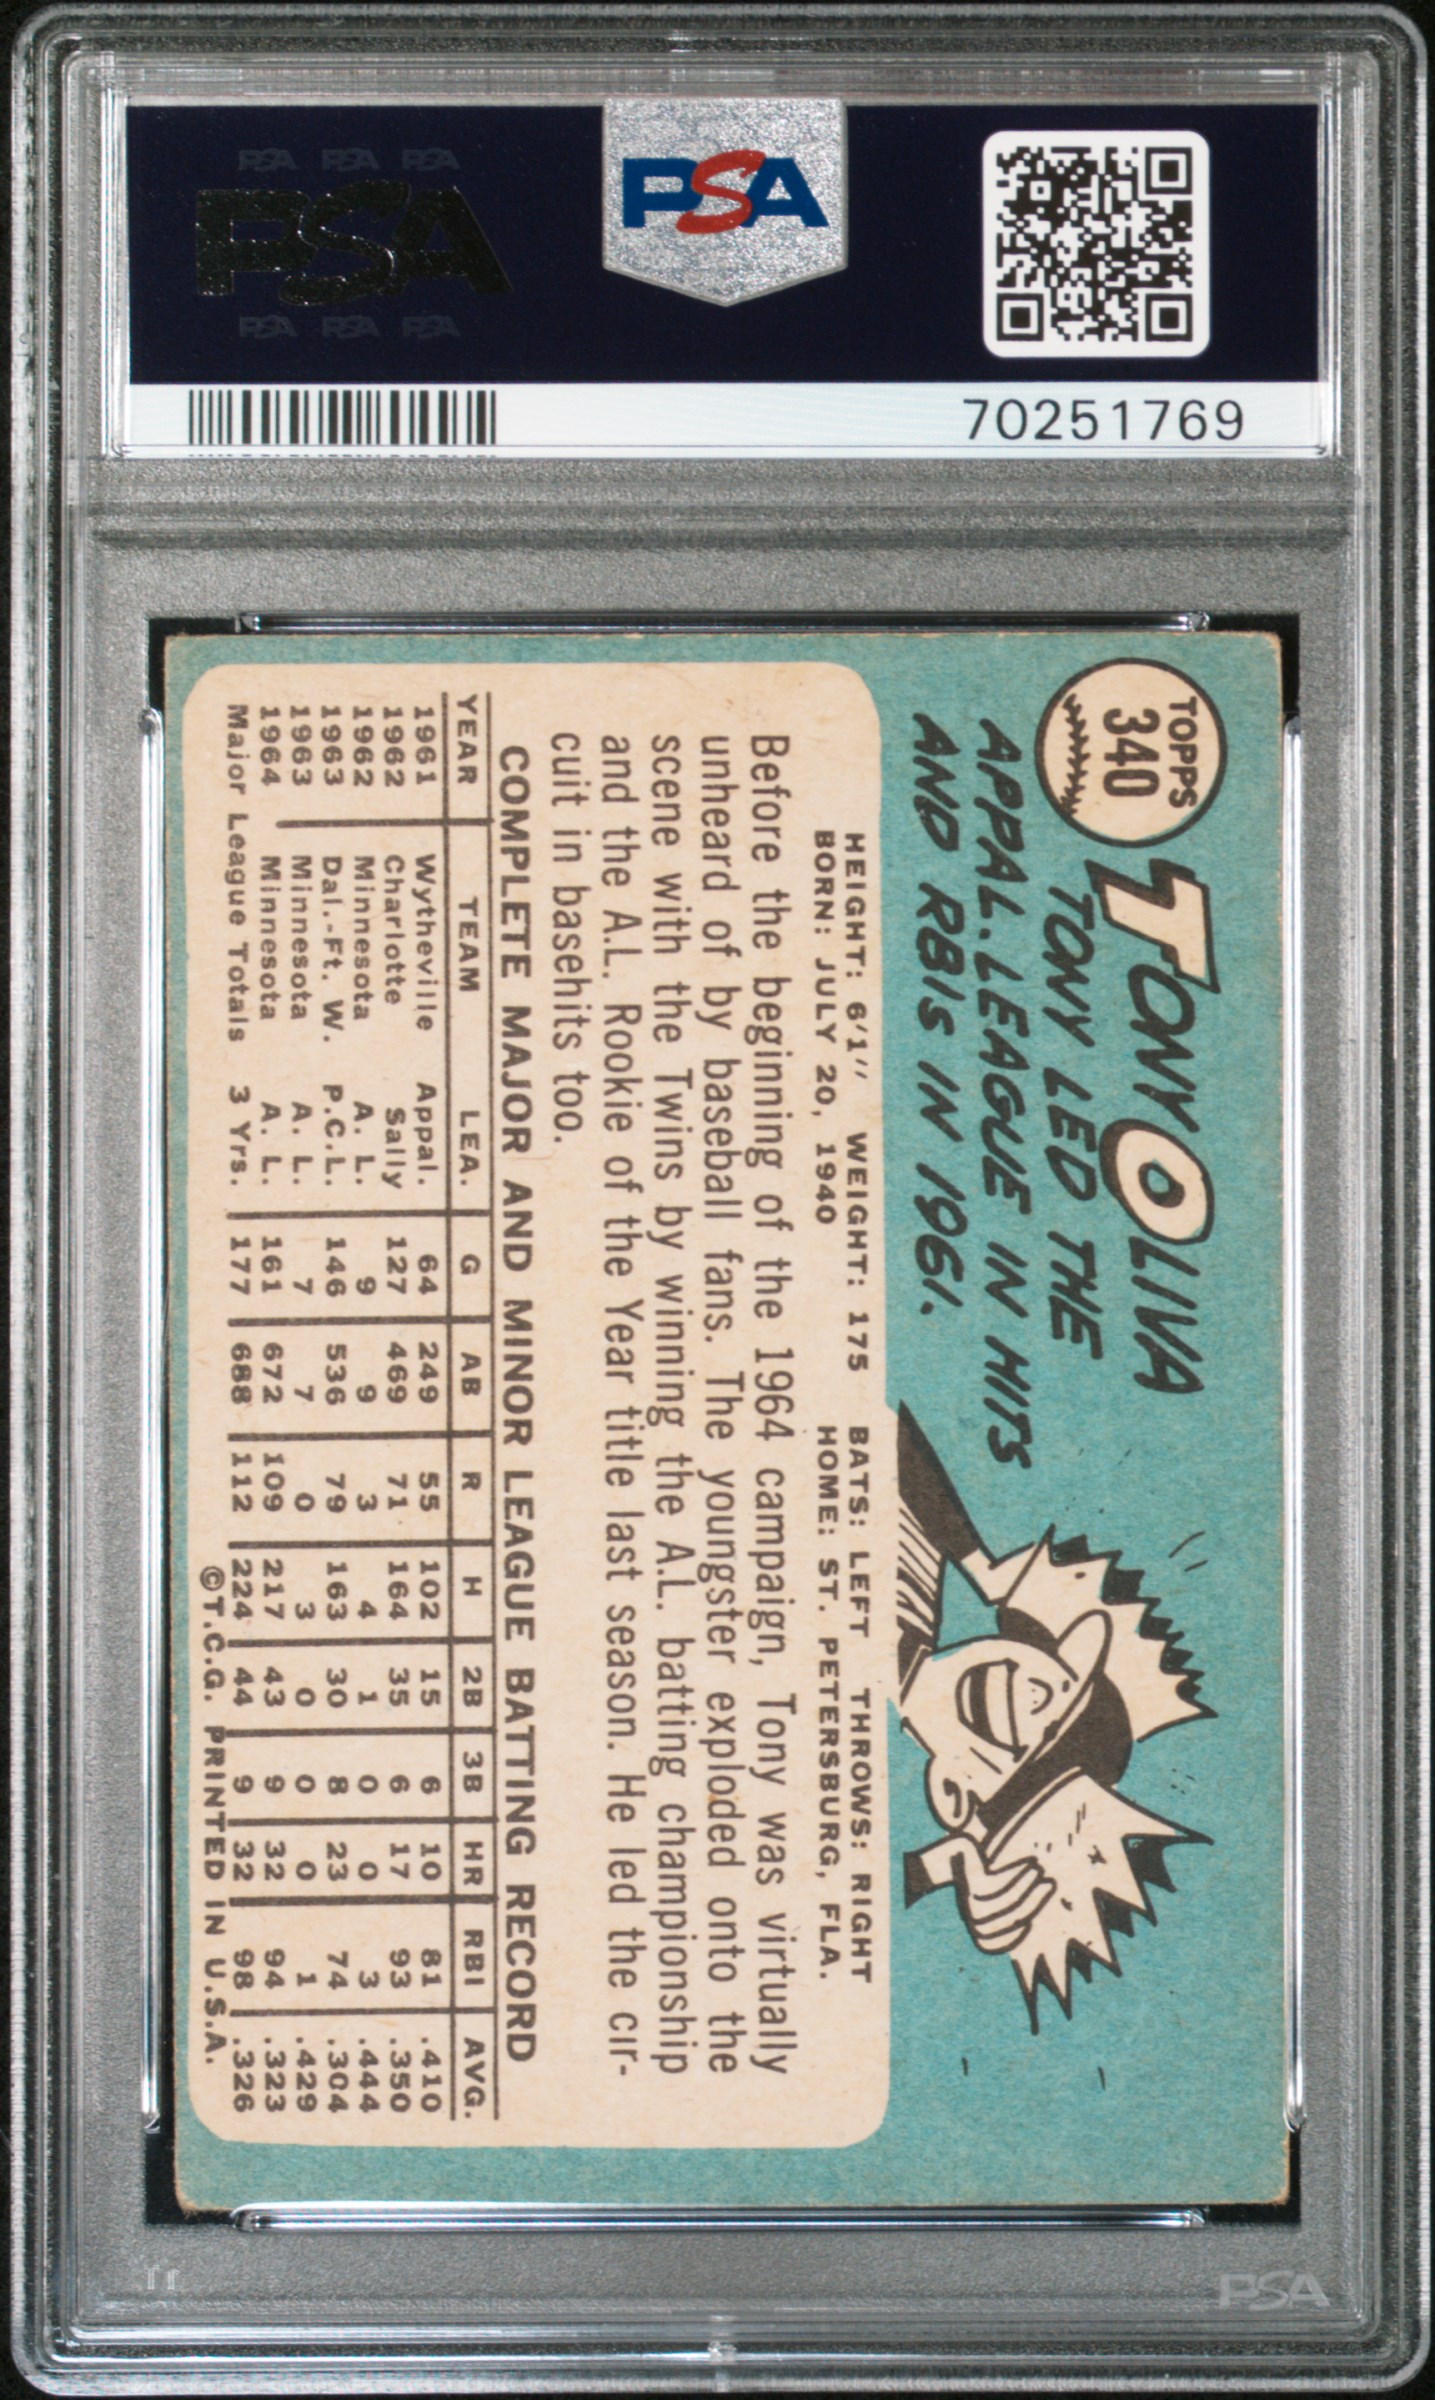 PSA PSA PSA
PSA
PSA PSA PSA
PSA
70251769
TOPPS
340
TONY OLIVA
TONY LED THE
APPAL. LEAGUE IN HITS
AND RBIS IN 1961.
HEIGHT: 6'1" WEIGHT: 175 BATS: LEFT THROWS: RIGHT
BORN: JULY 20, 1940 HOME: ST. PETERSBURG, FLA.
Before the beginning of the 1964 campaign, Tony was virtually
unheard of by baseball fans. The youngster exploded onto the
scene with the Twins by winning the A.L. batting championship
and the A.L. Rookie of the Year title last season. He led the cir-
cuit in basehits too.
COMPLETE MAJOR AND MINOR LEAGUE BATTING RECORD
YEAR TEAM LEA. G AB R H 2B 3B HR RBI AVG.
1961 Wytheville Appal. 64 249 55 102 15 6 10 81 .410
1962 Charlotte Sally 127 469 71 164 35 6 17 93 .350
1962 Minnesota A. L. 9 9 3 4 1 0 0 3 .444
1963 Dal.-Ft. W. P.C.L. 146 536 79 163 30 8 23 74 .304
1963 Minnesota A. L. 7 7 0 3 0 0 0 1 .429
1964 Minnesota A. L. 161 672 109 217 43 9 32 94 .323
Major League Totals 3 Yrs. 177 688 112 224 44 9 32 98 .326
©T.C.G. PRINTED IN U.S.A.
PSA